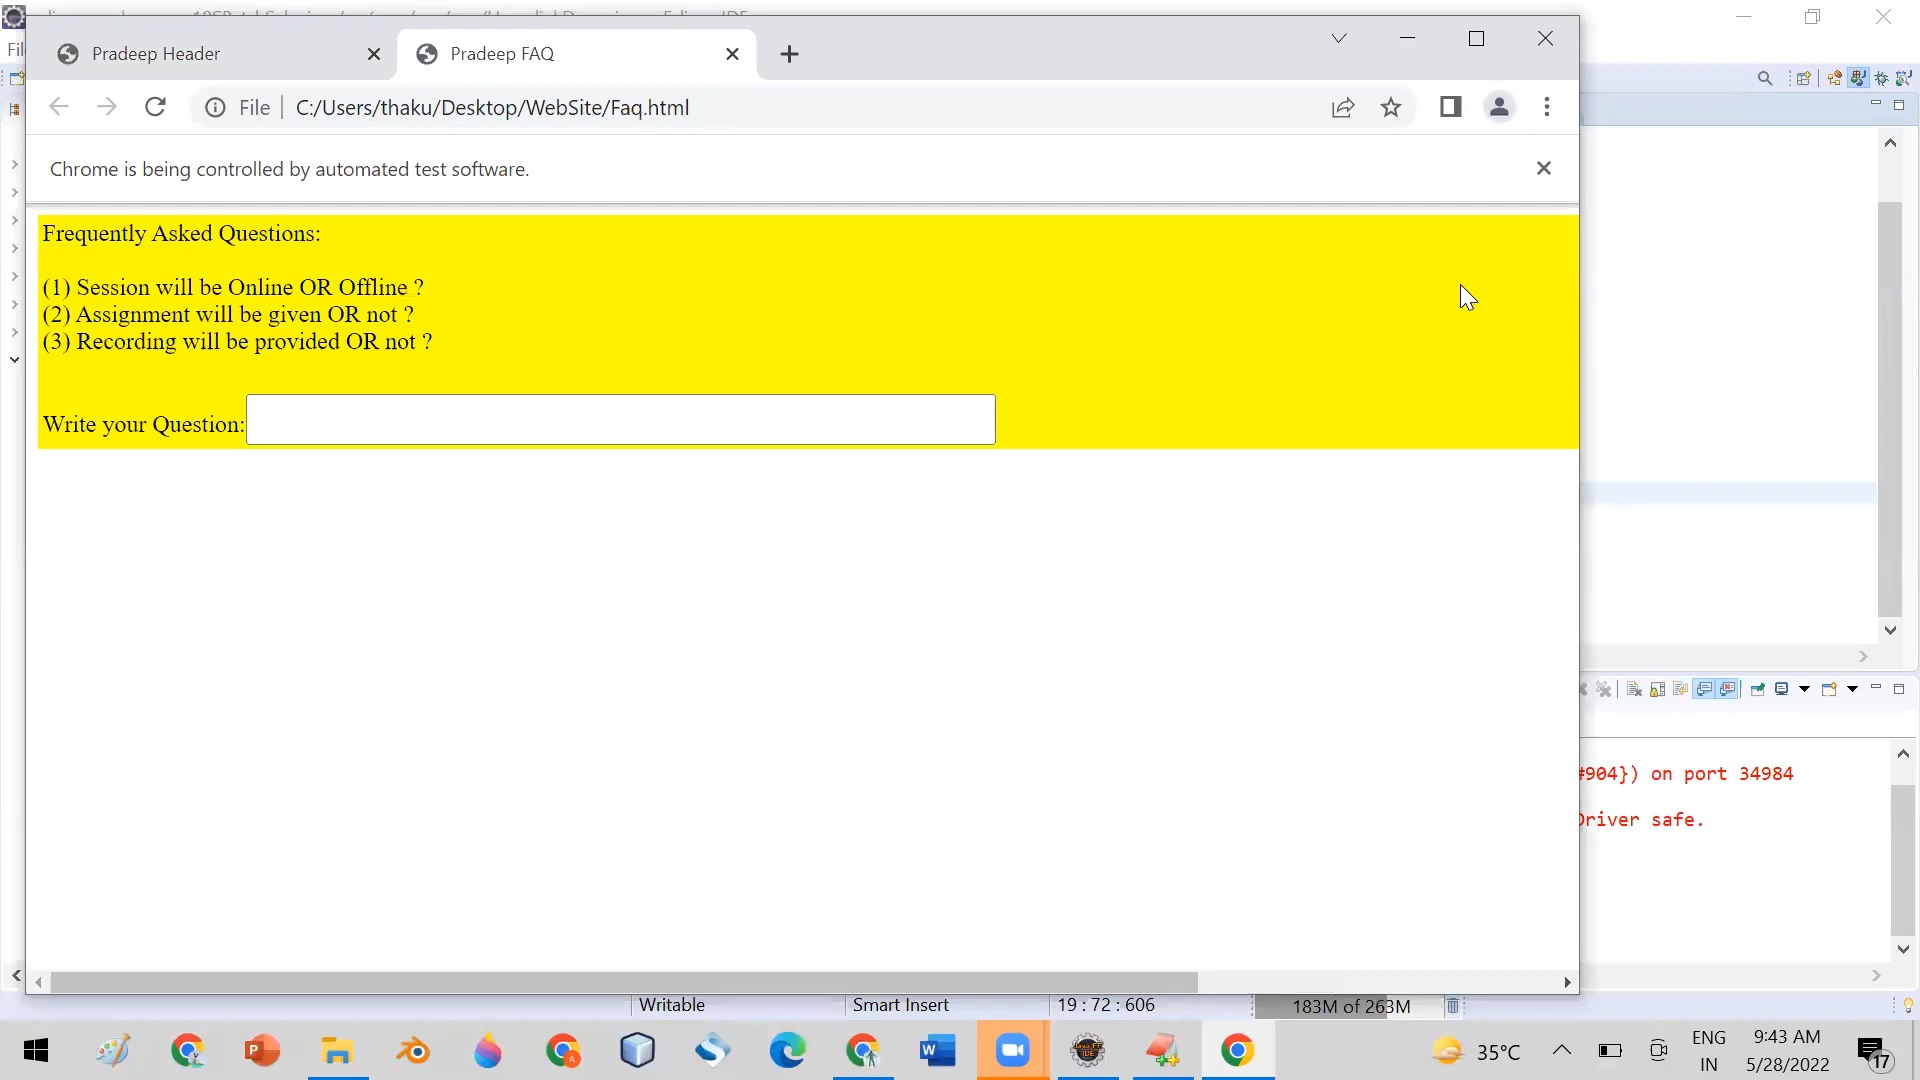 Pradeep Header
Pradeep FAQ
File
C:/Users/thaku/Desktop/WebSite/Faq.html
Chrome is being controlled by automated test software.
Frequently Asked Questions:
(1) Session will be Online OR Offline ?
(2) Assignment will be given OR not ?
(3) Recording will be provided OR not ?
Write your Question:
#904}) on port 34984
Driver safe.
Writable
Smart Insert
19 : 72 : 606
183M of 263M
35°C
ENG
IN
9:43 AM
5/28/2022
17